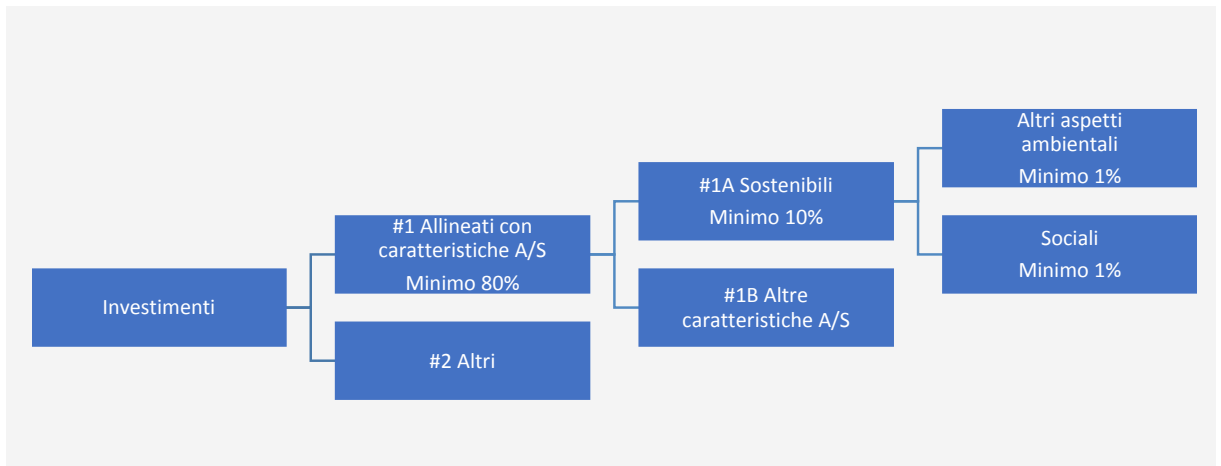 Investimenti
#1 Allineati con
caratteristiche A/S
Minimo 80%
#2 Altri
#1A Sostenibili
Minimo 10%
#1B Altre
caratteristiche A/S
Altri aspetti
ambientali
Minimo 1%
Sociali
Minimo 1%